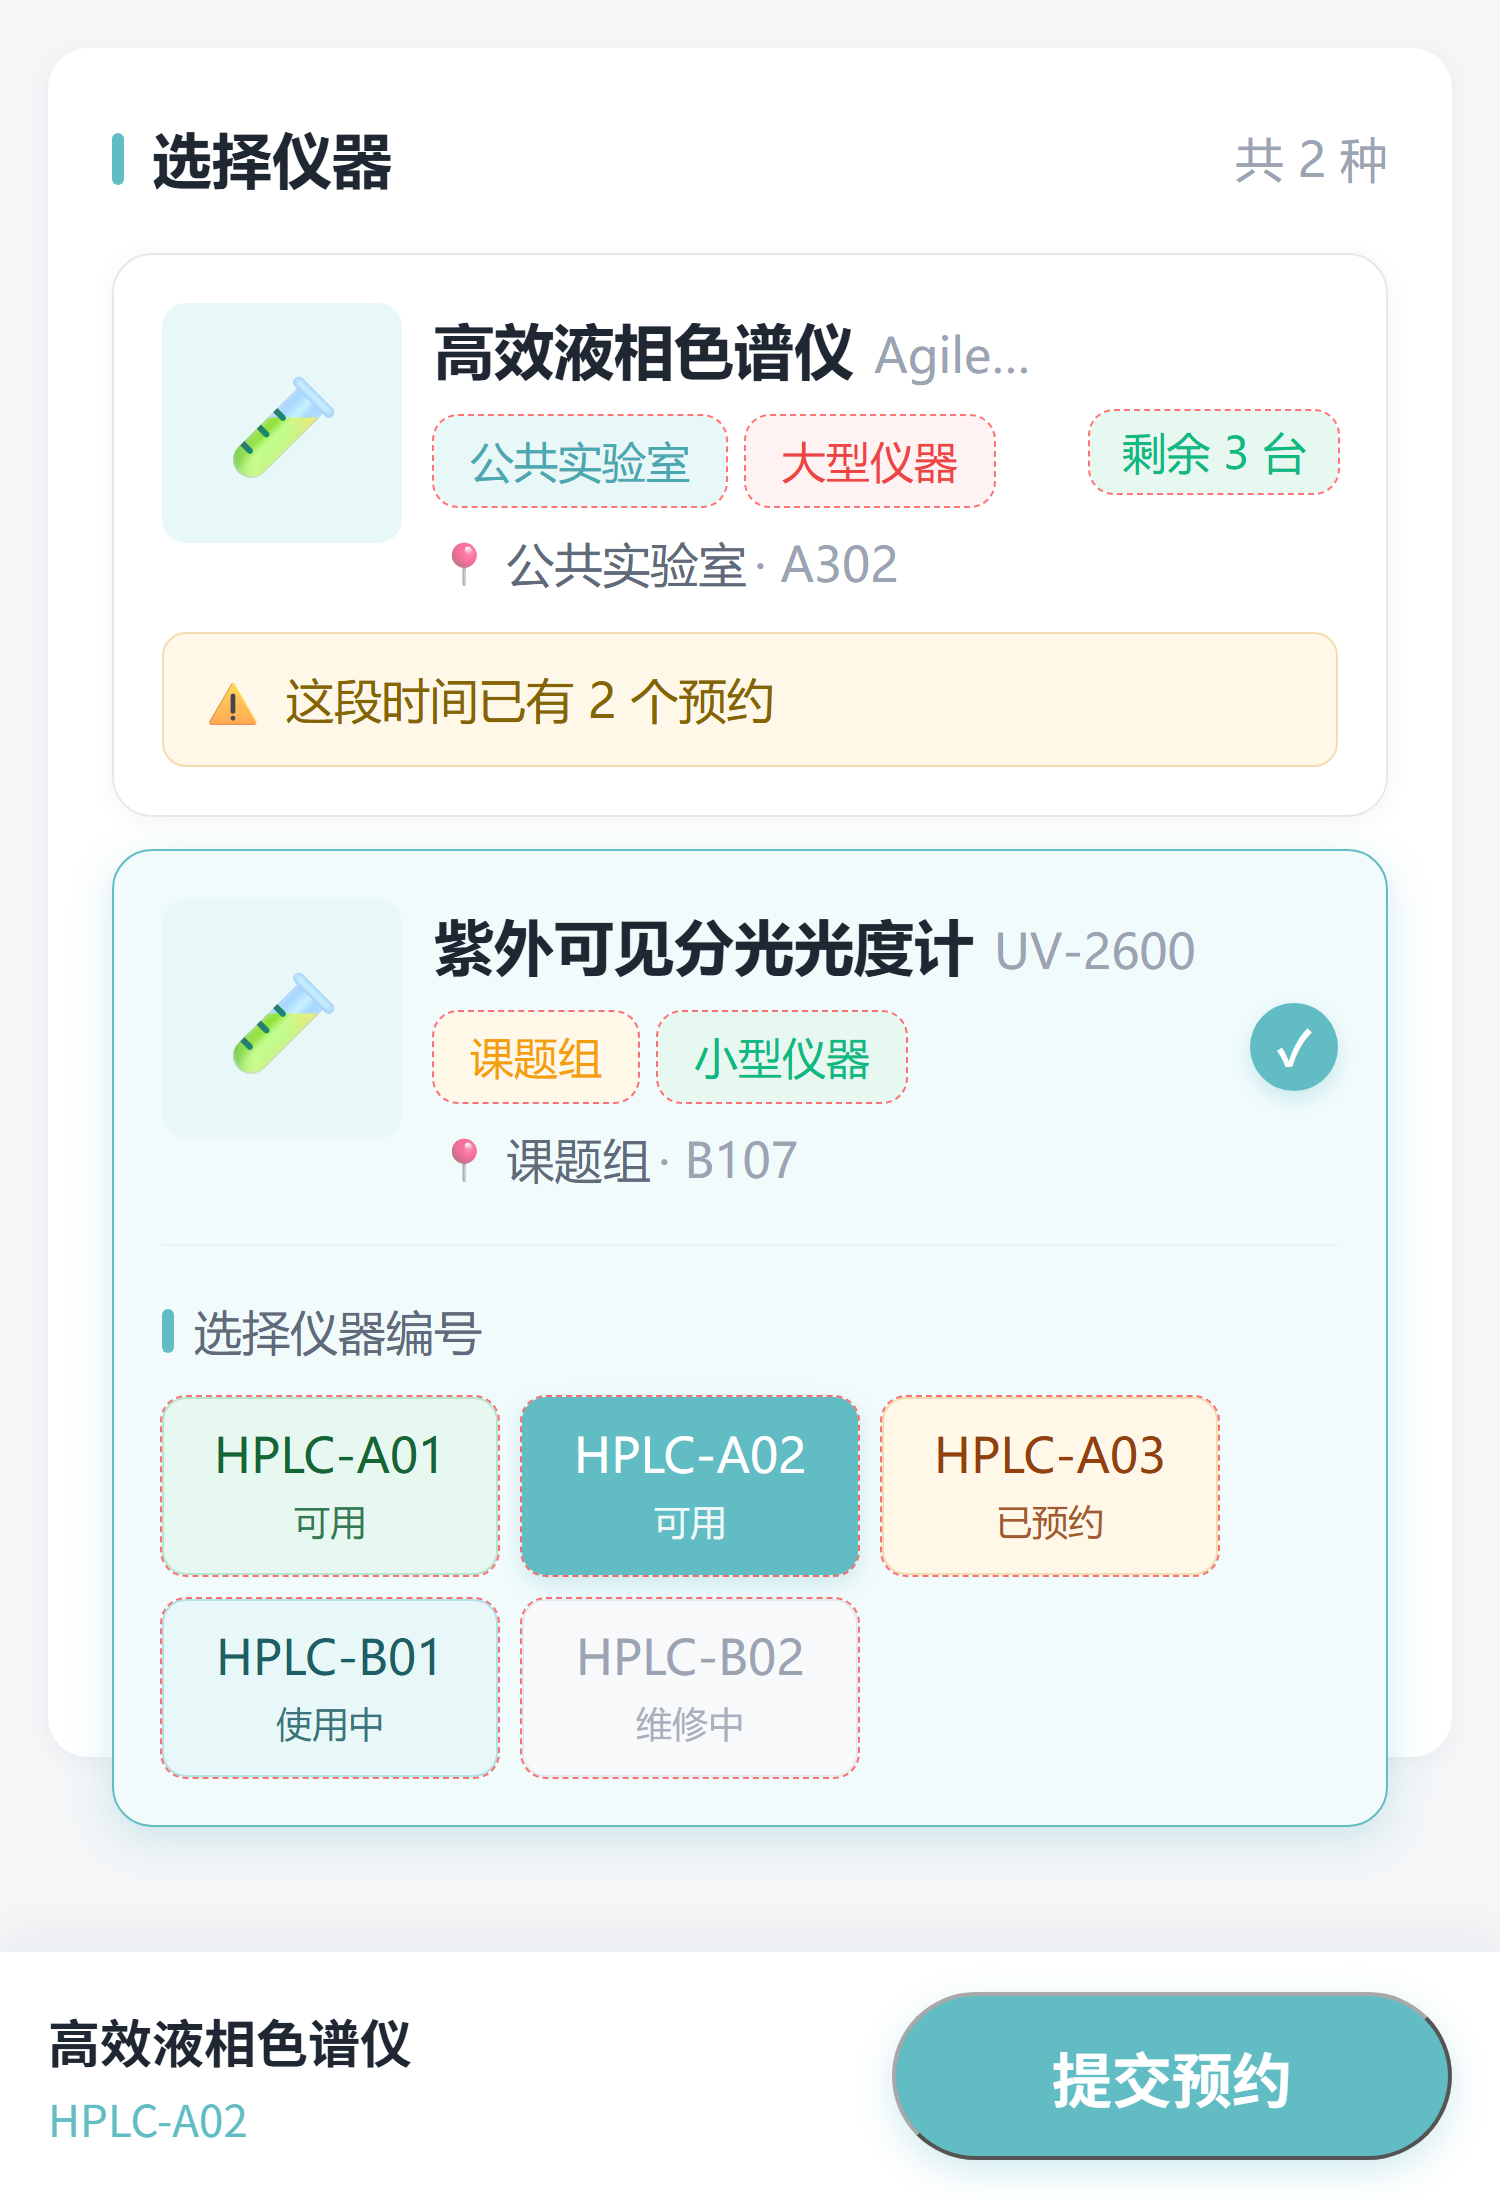 选择仪器 共 2 种
高效液相色谱仪 Agile...
公共实验室 大型仪器 剩余 3 台
公共实验室 · A302
这段时间已有 2 个预约
紫外可见分光光度计 UV-2600
课题组 小型仪器
课题组 · B107
选择仪器编号
HPLC-A01 HPLC-A02 HPLC-A03
可用 可用 已预约
HPLC-B01 HPLC-B02
使用中 维修中
高效液相色谱仪
HPLC-A02
提交预约